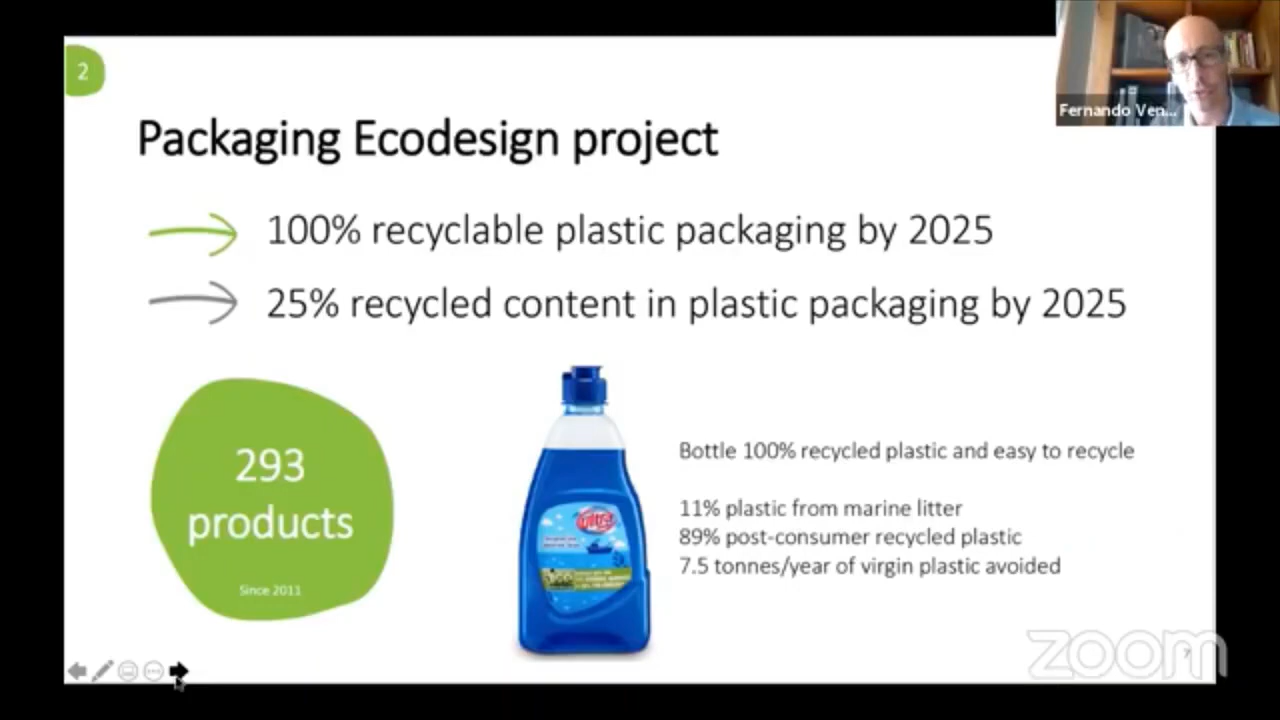 2
Fernando Ven...
Packaging Ecodesign project
100% recyclable plastic packaging by 2025
25% recycled content in plastic packaging by 2025
293
products
Since 2011
ultra
Bottle 100% recycled plastic and easy to recycle
11% plastic from marine litter
89% post-consumer recycled plastic
7.5 tonnes/year of virgin plastic avoided
zoom
7